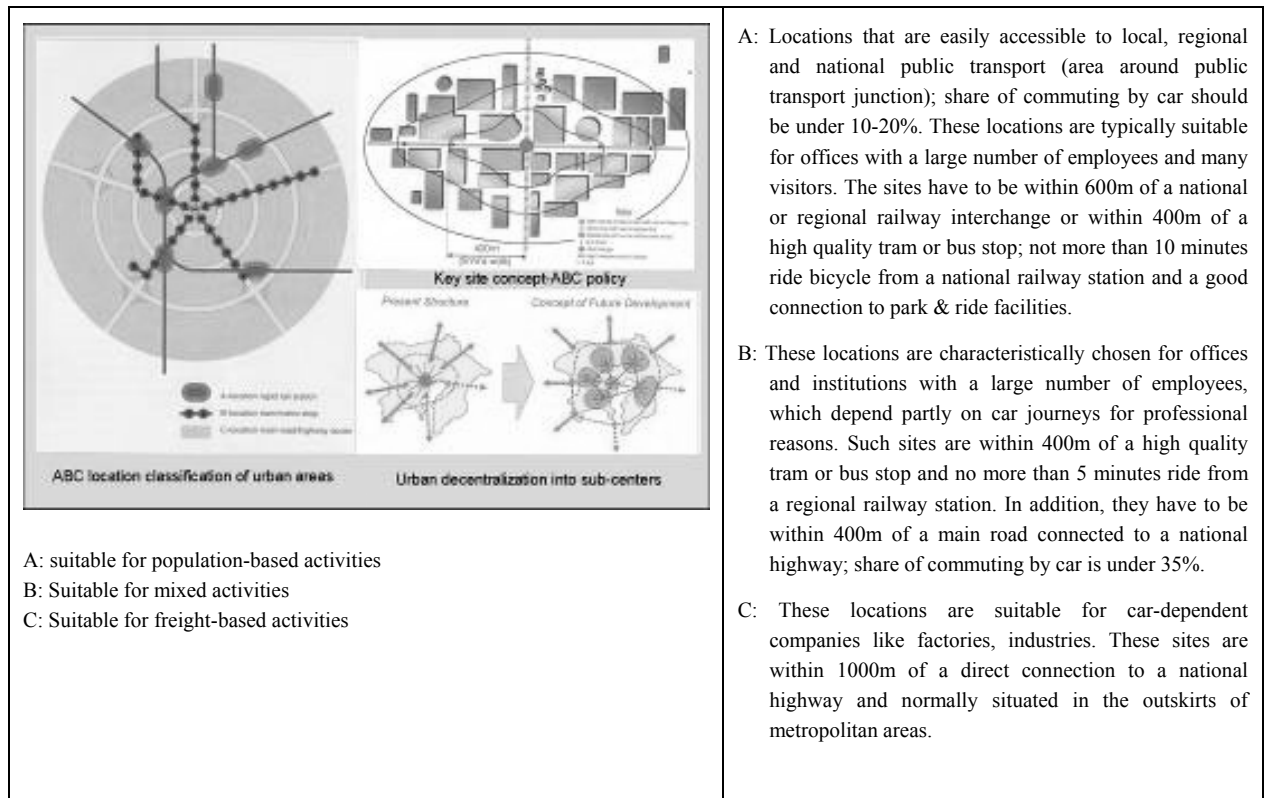 400m
Key site concept-ABC policy
Present Structure
Concept of Future Development
ABC location classification of urban areas
Urban decentralization into sub-centers
A: suitable for population-based activities
B: Suitable for mixed activities
C: Suitable for freight-based activities
A: Locations that are easily accessible to local, regional
and national public transport (area around public
transport junction); share of commuting by car should
be under 10-20%. These locations are typically suitable
for offices with a large number of employees and many
visitors. The sites have to be within 600m of a national
or regional railway interchange or within 400m of a
high quality tram or bus stop; not more than 10 minutes
ride bicycle from a national railway station and a good
connection to park & ride facilities.
B: These locations are characteristically chosen for offices
and institutions with a large number of employees,
which depend partly on car journeys for professional
reasons. Such sites are within 400m of a high quality
tram or bus stop and no more than 5 minutes ride from
a regional railway station. In addition, they have to be
within 400m of a main road connected to a national
highway; share of commuting by car is under 35%.
C: These locations are suitable for car-dependent
companies like factories, industries. These sites are
within 1000m of a direct connection to a national
highway and normally situated in the outskirts of
metropolitan areas.